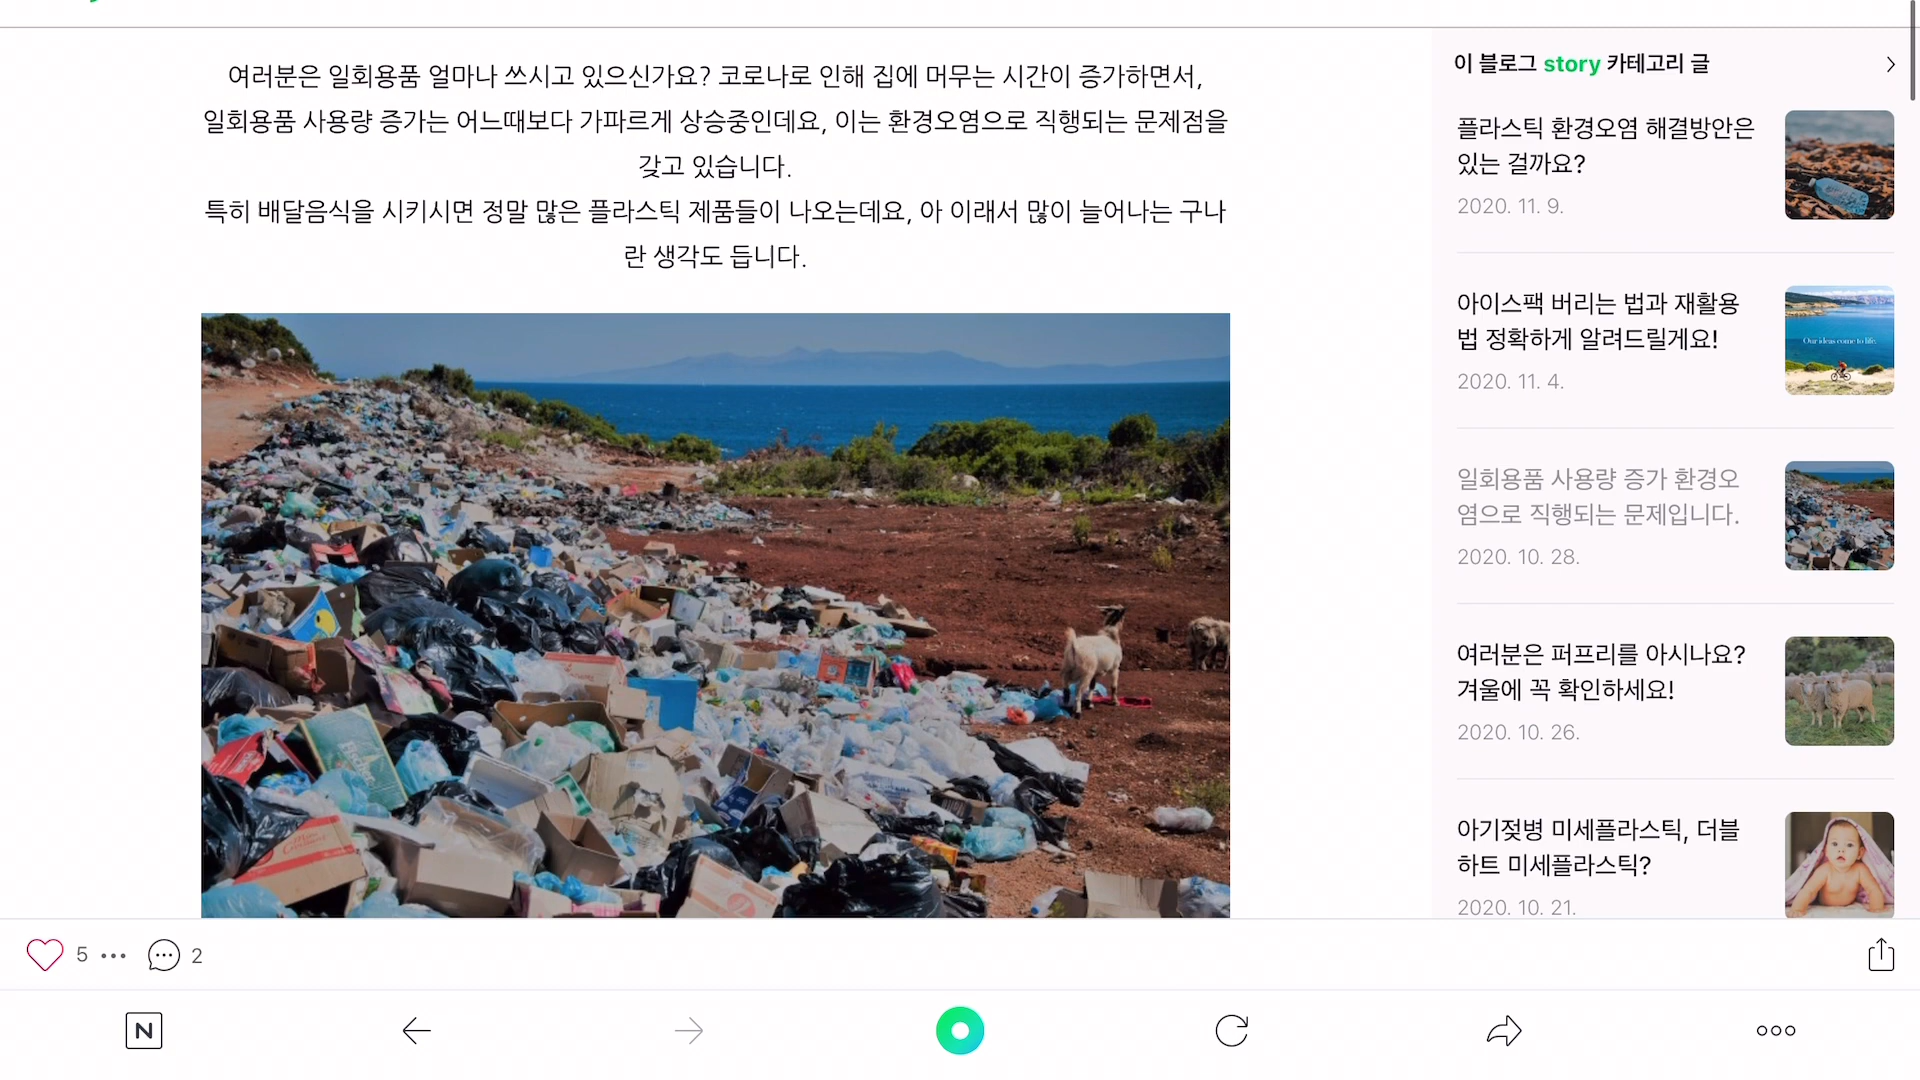 여러분은 일회용품 얼마나 쓰시고 있으신가요? 코로나로 인해 집에 머무는 시간이 증가하면서,
일회용품 사용량 증가는 어느때보다 가파르게 상승중인데요, 이는 환경오염으로 직행되는 문제점을
갖고 있습니다.
특히 배달음식을 시키시면 정말 많은 플라스틱 제품들이 나오는데요, 아 이래서 많이 늘어나는 구나
란 생각도 듭니다.
이 블로그 story 카테고리 글
플라스틱 환경오염 해결방안은
있는 걸까요?
2020. 11. 9.
아이스팩 버리는 법과 재활용
법 정확하게 알려드릴게요!
2020. 11. 4.
Our ideas come to life.
일회용품 사용량 증가 환경오
염으로 직행되는 문제입니다.
2020. 10. 28.
여러분은 퍼프리를 아시나요?
겨울에 꼭 확인하세요!
2020. 10. 26.
아기젖병 미세플라스틱, 더블
하트 미세플라스틱?
2020. 10. 21.
5
2
N